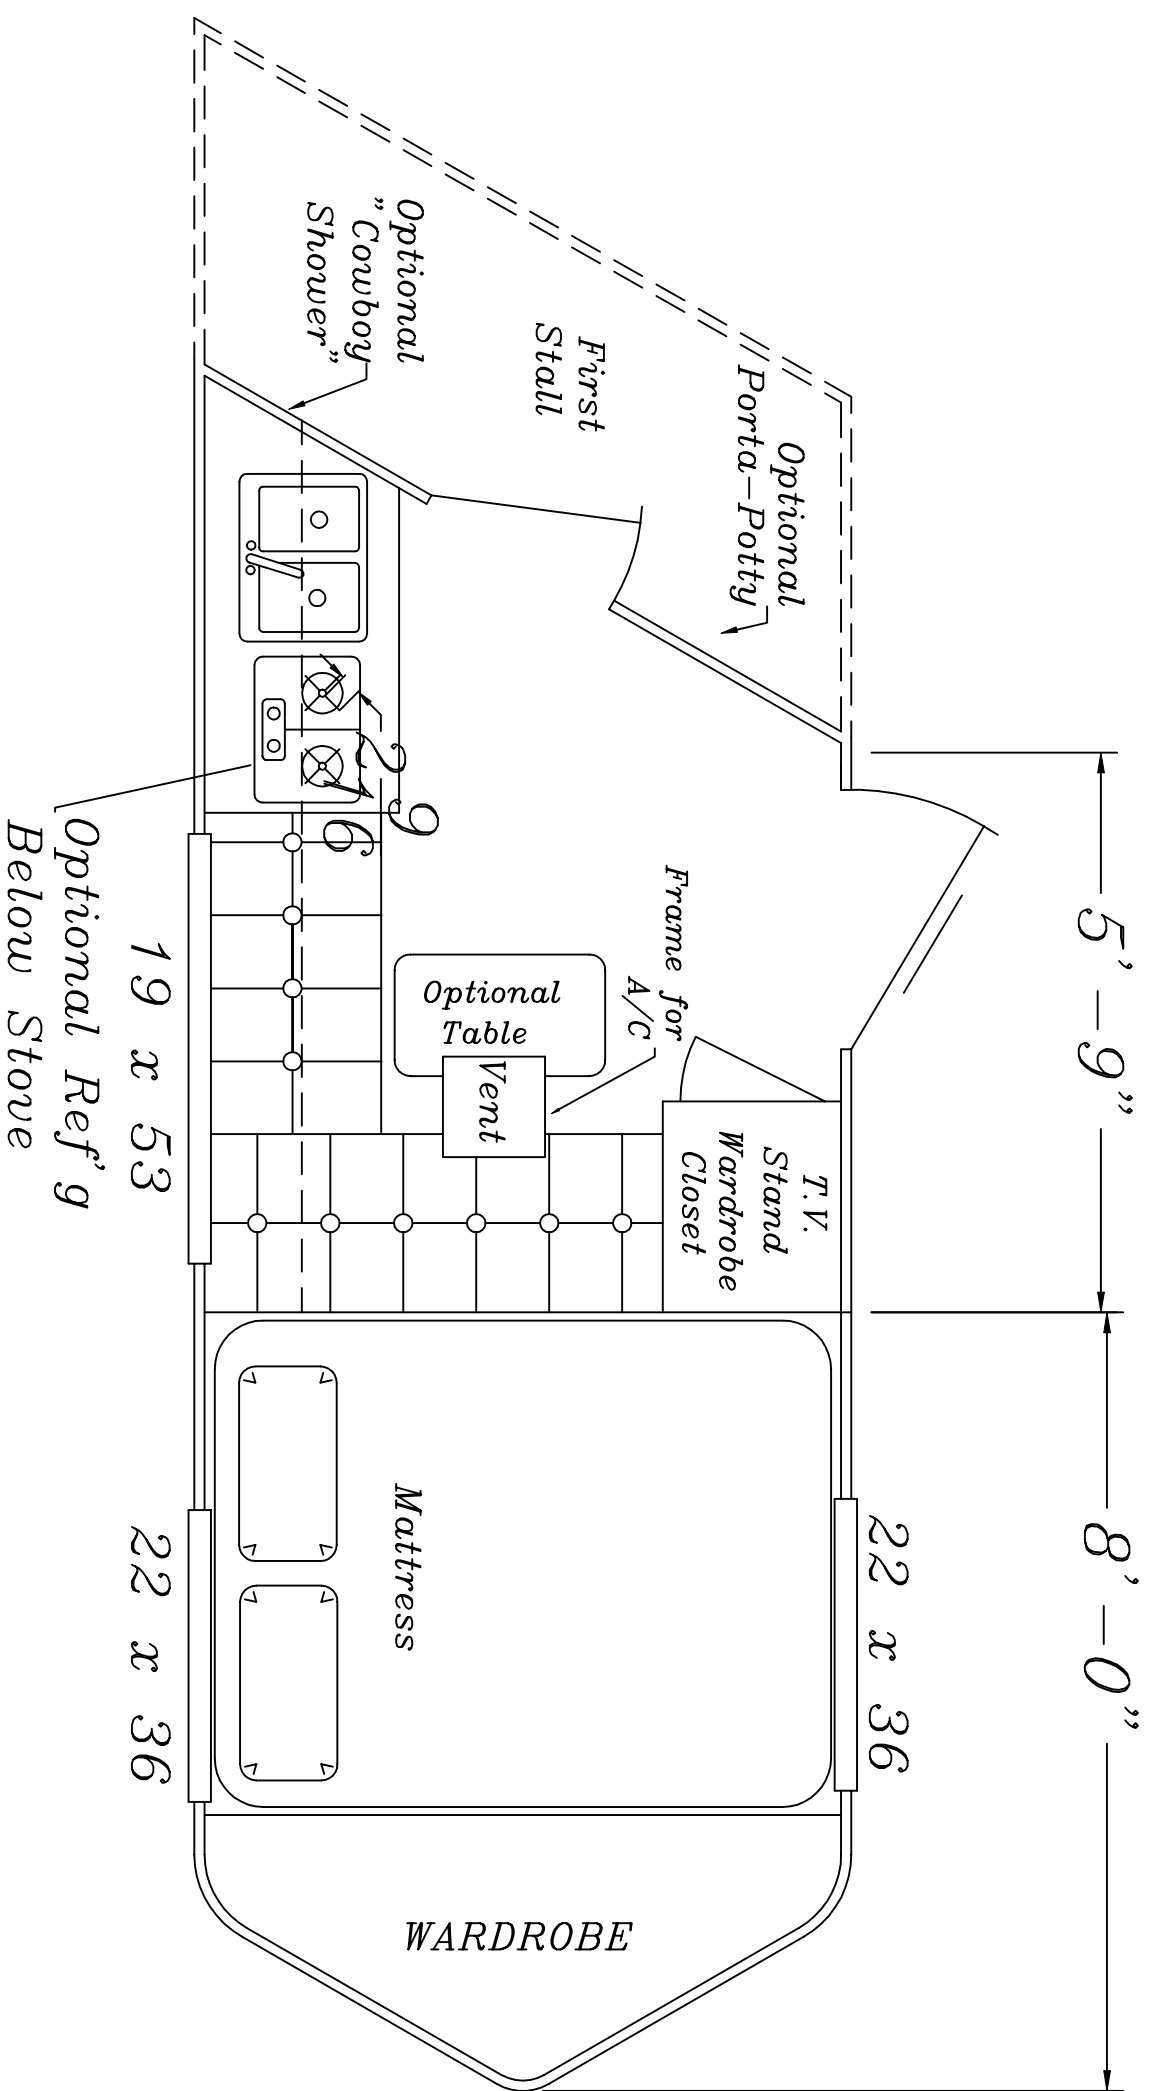 Optional
"Cowboy
Shower"
First
Stall
Optional
Porta-Potty
5' -9"
8' -0"
2
9
6
Frame for
A/C
Optional
Table
Vent
T.V.
Stand
Wardrobe
Closet
Optional Ref'g
Below Stove
19 x 53
22 x 36
Mattress
22 x 36
WARDROBE